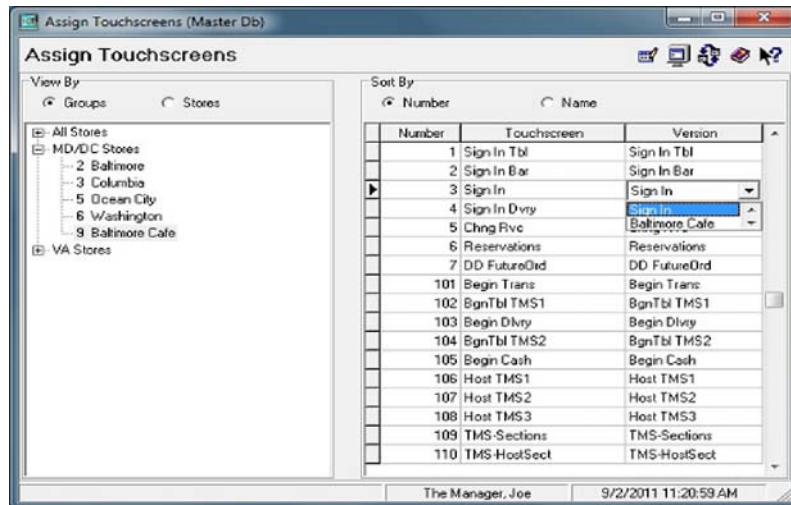 Assign Touchscreens (Master Db)
Assign Touchscreens
View By
Groups Stores
All Stores
MD/DC Stores
2 Baltimore
3 Columbia
5 Ocean City
6 Washington
9 Baltimore Cafe
VA Stores
Sort By
Number Name
Number Touchscreen Version
1 Sign In Tbl Sign In Tbl
2 Sign In Bar Sign In Bar
3 Sign In Sign In
4 Sign In Dvry Sign In
5 Chng Rvc Baltimore Cafe
6 Reservations Reservations
7 DD FutureOrd DD FutureOrd
101 Begin Trans Begin Trans
102 BgnTbl TMS1 BgnTbl TMS1
103 Begin Dlvry Begin Dlvry
104 BgnTbl TMS2 BgnTbl TMS2
105 Begin Cash Begin Cash
106 Host TMS1 Host TMS1
107 Host TMS2 Host TMS2
108 Host TMS3 Host TMS3
109 TMS-Sections TMS-Sections
110 TMS-HostSect TMS-HostSect
The Manager, Joe 9/2/2011 11:20:59 AM